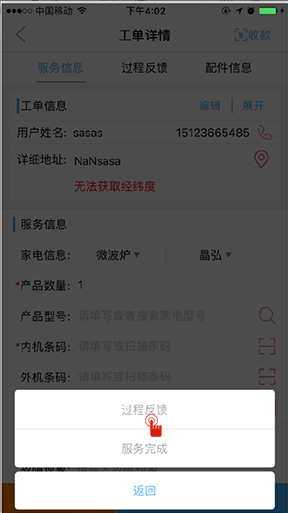 中国移动 下午4:02
工单详情 收款
服务信息 过程反馈 配件信息
工单信息 编辑 展开
用户姓名: sasas 15123665485
详细地址: NaNsasa
无法获取经纬度
服务信息
家电信息: 微波炉 晶弘
*产品数量: 1
产品型号: 请填写或者搜索家电型号
*内机条码: 请填写或扫描条码
外机条码: 请填写或扫描条码
过程反馈
服务完成
返回